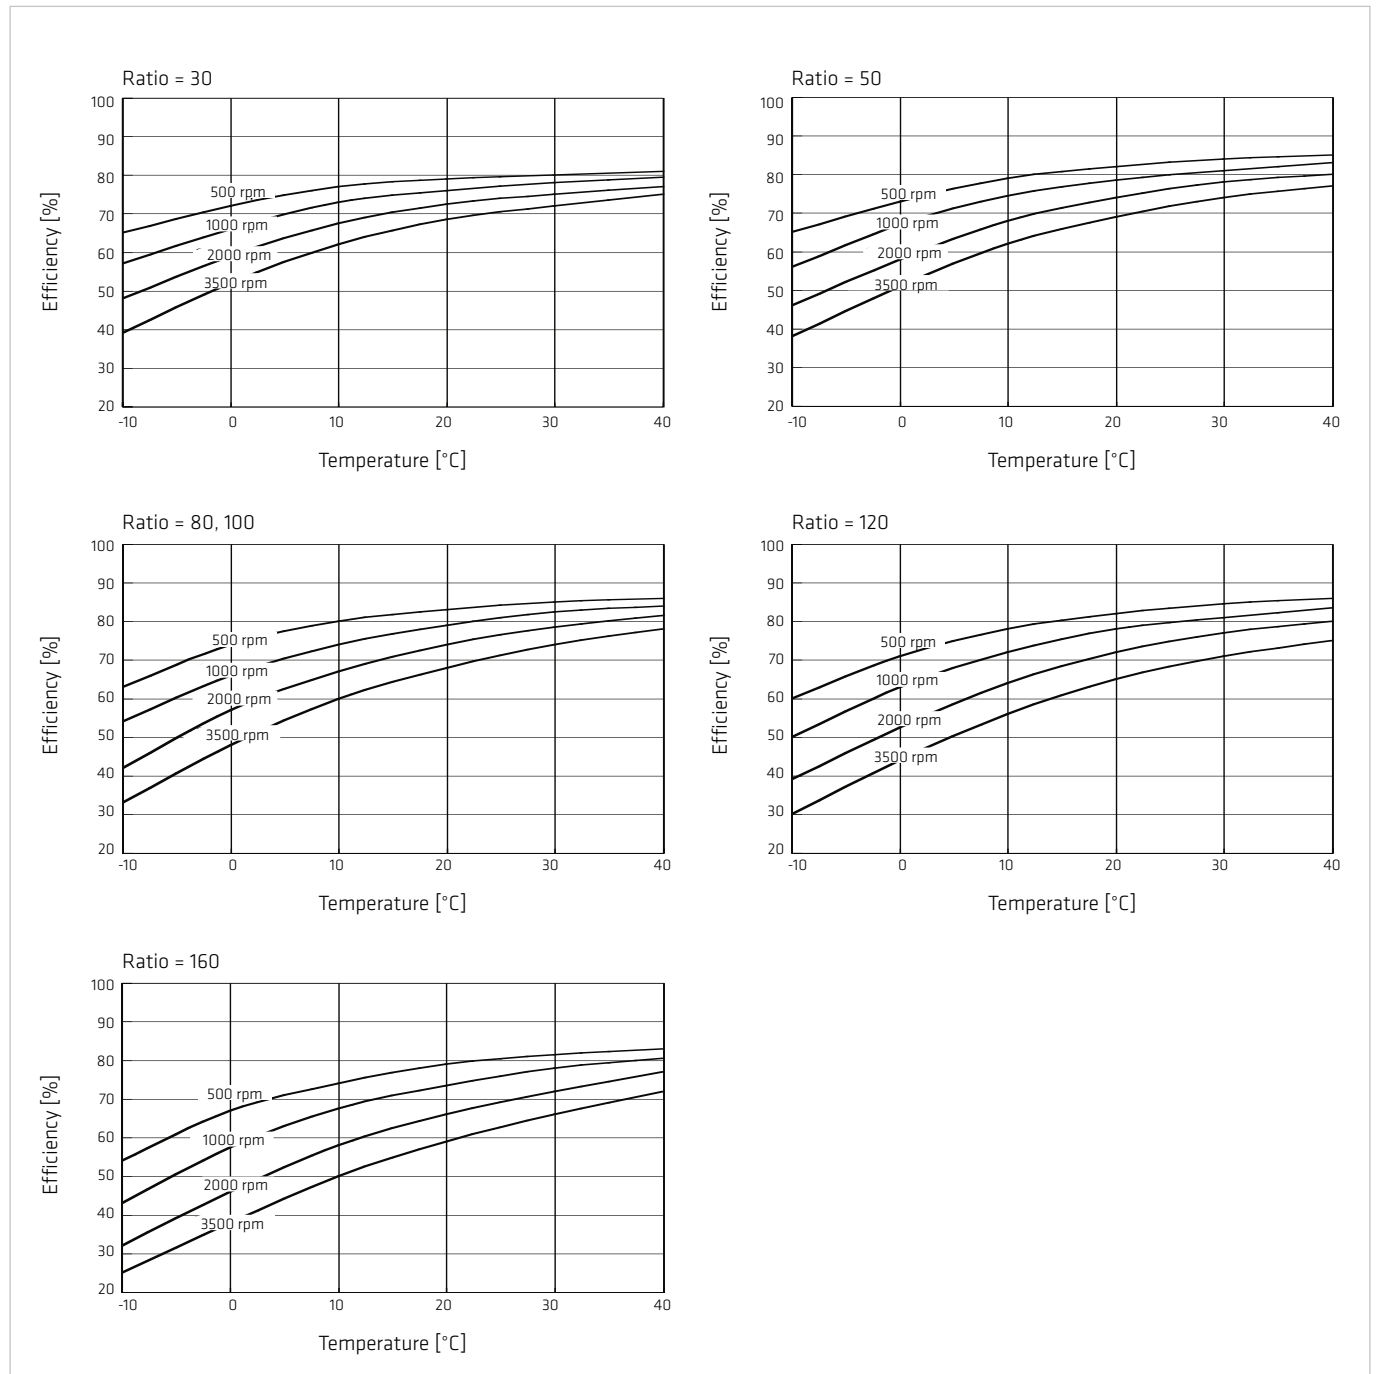 Ratio = 30
100
90
80
70
60
50
40
30
20
Efficiency [%]
500 rpm
1000 rpm
2000 rpm
3500 rpm
-10 0 10 20 30 40
Temperature [°C]
Ratio = 50
100
90
80
70
60
50
40
30
20
Efficiency [%]
500 rpm
1000 rpm
2000 rpm
3500 rpm
-10 0 10 20 30 40
Temperature [°C]
Ratio = 80, 100
100
90
80
70
60
50
40
30
20
Efficiency [%]
500 rpm
1000 rpm
2000 rpm
3500 rpm
-10 0 10 20 30 40
Temperature [°C]
Ratio = 120
100
90
80
70
60
50
40
30
20
Efficiency [%]
500 rpm
1000 rpm
2000 rpm
3500 rpm
-10 0 10 20 30 40
Temperature [°C]
Ratio = 160
100
90
80
70
60
50
40
30
20
Efficiency [%]
500 rpm
1000 rpm
2000 rpm
3500 rpm
-10 0 10 20 30 40
Temperature [°C]